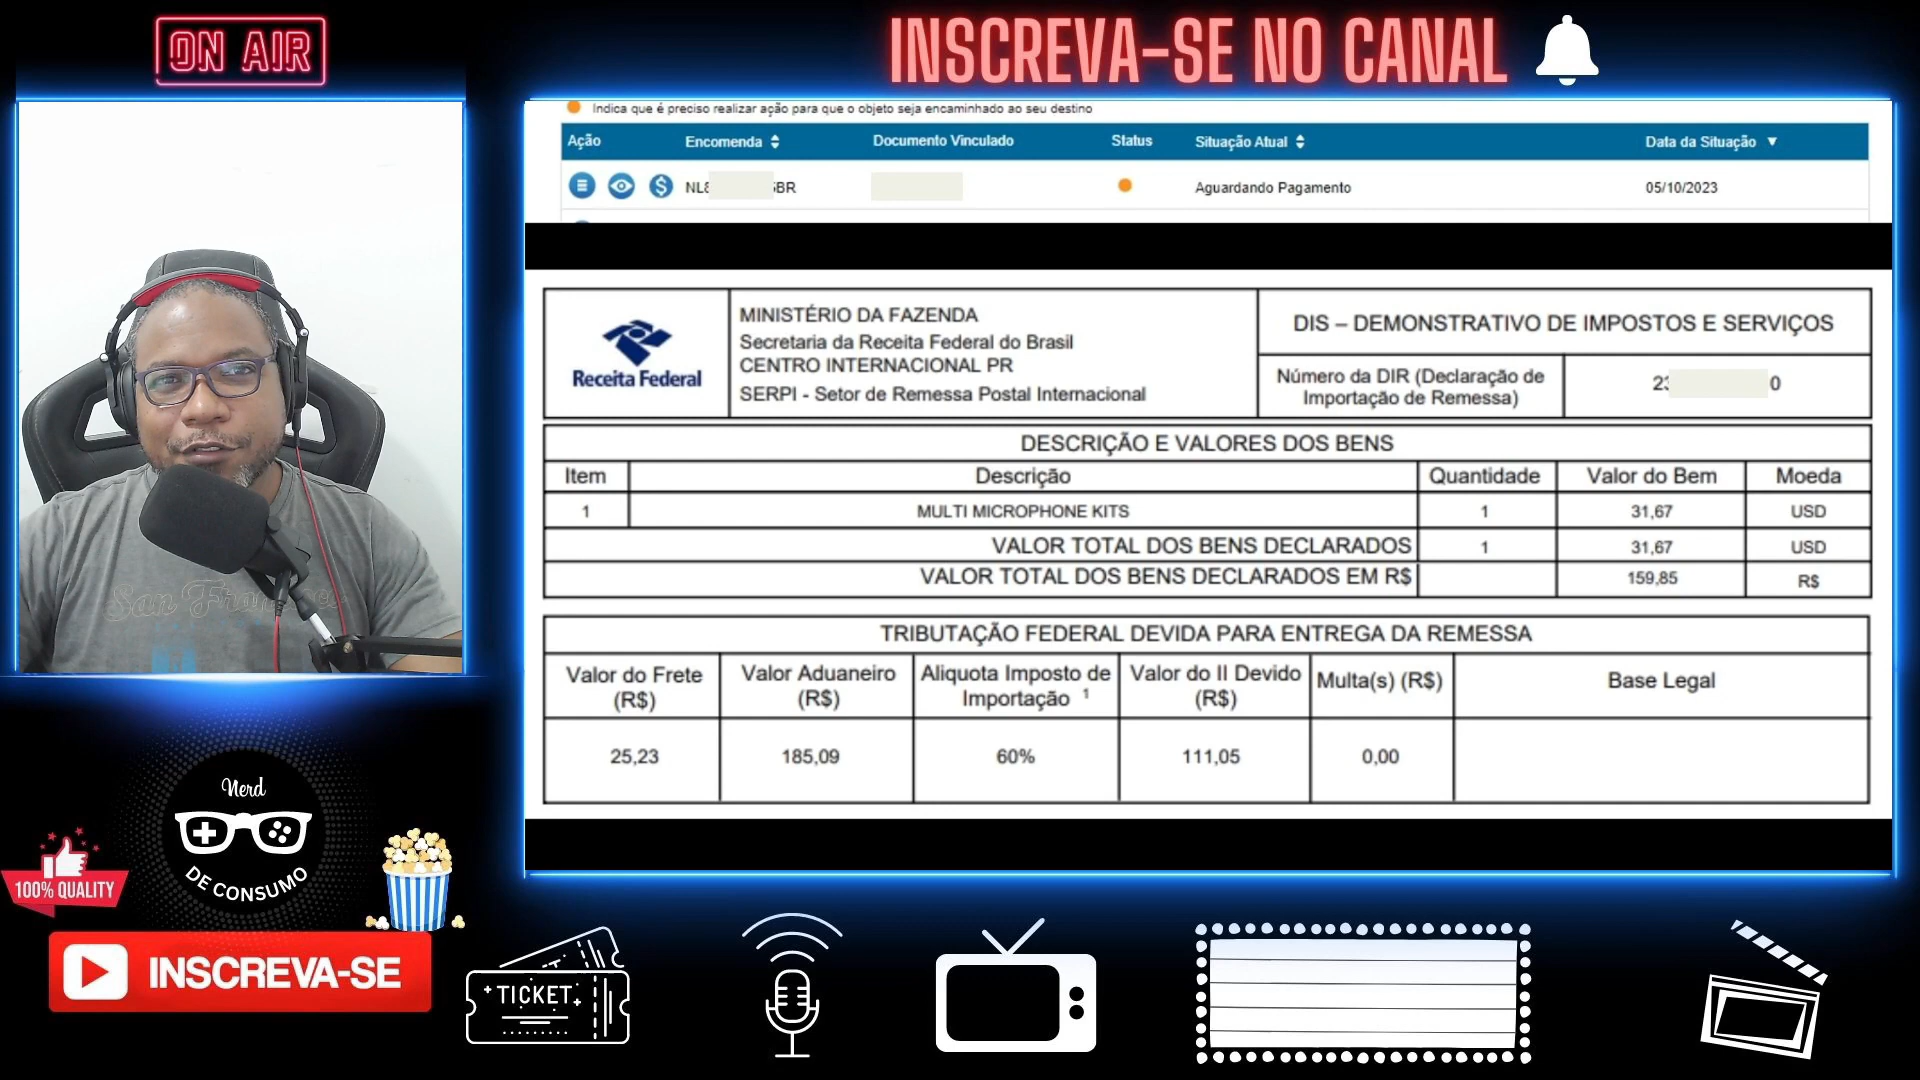 ON AIR
INSCREVA-SE NO CANAL
Indica que é preciso realizar ação para que o objeto seja encaminhado ao seu destino
Ação Encomenda Documento Vinculado Status Situação Atual Data da Situação
NL8 5BR Aguardando Pagamento 05/10/2023
Receita Federal
MINISTÉRIO DA FAZENDA
Secretaria da Receita Federal do Brasil
CENTRO INTERNACIONAL PR
SERPI - Setor de Remessa Postal Internacional
DIS – DEMONSTRATIVO DE IMPOSTOS E SERVIÇOS
Número da DIR (Declaração de
Importação de Remessa)
23 0
DESCRIÇÃO E VALORES DOS BENS
Item Descrição Quantidade Valor do Bem Moeda
1 MULTI MICROPHONE KITS 1 31,67 USD
VALOR TOTAL DOS BENS DECLARADOS 1 31,67 USD
VALOR TOTAL DOS BENS DECLARADOS EM R$ 159,85 R$
TRIBUTAÇÃO FEDERAL DEVIDA PARA ENTREGA DA REMESSA
Valor do Frete (R$) Valor Aduaneiro (R$) Aliquota Imposto de Importação 1 Valor do II Devido (R$) Multa(s) (R$) Base Legal
25,23 185,09 60% 111,05 0,00
San Francisco
Nerd
DE CONSUMO
100% QUALITY
INSCREVA-SE
TICKET